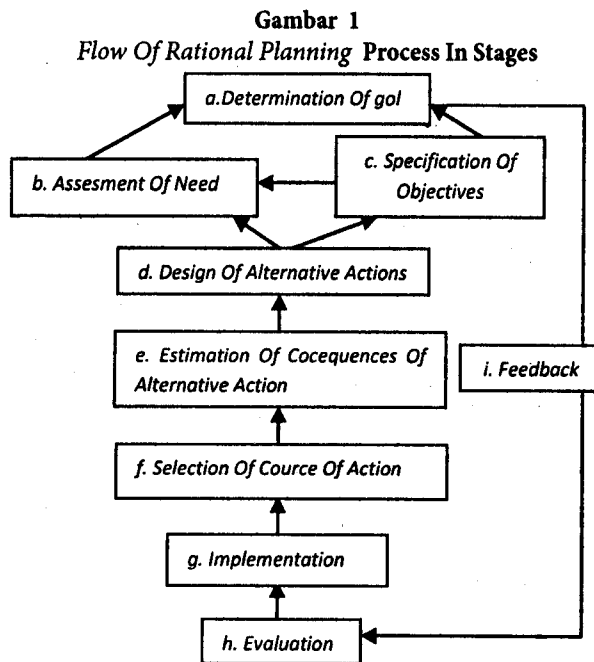 Gambar 1
Flow Of Rational Planning Process In Stages
a.Determination Of gol
b. Assesment Of Need
c. Specification Of
Objectives
d. Design Of Alternative Actions
e. Estimation Of Cocequences Of
Alternative Action
i. Feedback
f. Selection Of Cource Of Action
g. Implementation
h. Evaluation